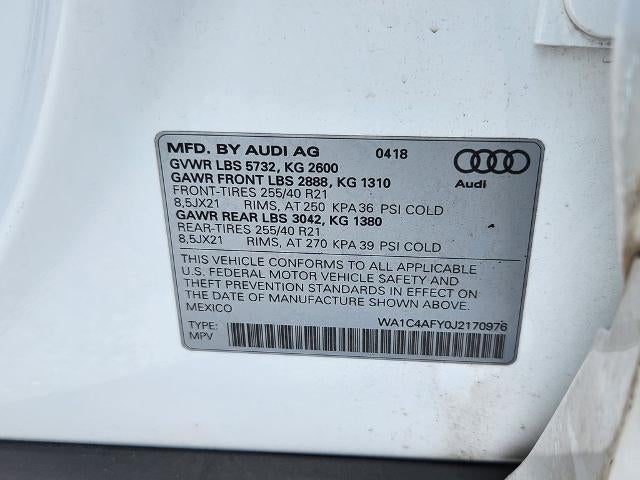 MFD. BY AUDI AG 0418
GVWR LBS 5732, KG 2600
GAWR FRONT LBS 2888, KG 1310
FRONT-TIRES 255/40 R21
8,5JX21 RIMS, AT 250 KPA 36 PSI COLD
GAWR REAR LBS 3042, KG 1380
REAR-TIRES 255/40 R21
8,5JX21 RIMS, AT 270 KPA 39 PSI COLD
Audi
THIS VEHICLE CONFORMS TO ALL APPLICABLE
U.S. FEDERAL MOTOR VEHICLE SAFETY AND
THEFT PREVENTION STANDARDS IN EFFECT ON
THE DATE OF MANUFACTURE SHOWN ABOVE.
MEXICO
WA1C4AFY0J2170976
TYPE:
MPV